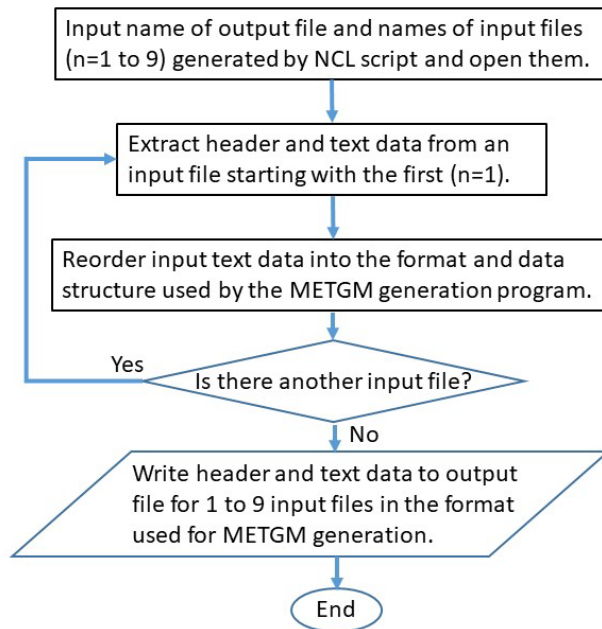 Input name of output file and names of input files
(n=1 to 9) generated by NCL script and open them.
Extract header and text data from an
input file starting with the first (n=1).
Reorder input text data into the format and data
structure used by the METGM generation program.
Yes
Is there another input file?
No
Write header and text data to output
file for 1 to 9 input files in the format
used for METGM generation.
End